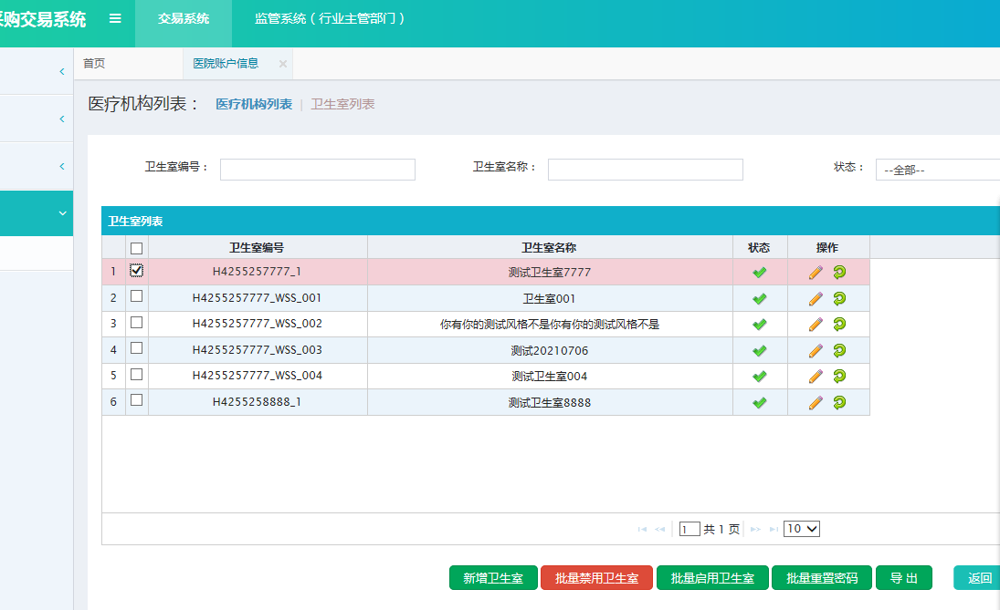 采购交易系统 交易系统 监管系统（行业主管部门）
首页 医院账户信息
医疗机构列表： 医疗机构列表 | 卫生室列表
卫生室编号： 卫生室名称： 状态： --全部--
卫生室列表
卫生室编号 卫生室名称 状态 操作
1 H4255257777_1 测试卫生室7777
2 H4255257777_WSS_001 卫生室001
3 H4255257777_WSS_002 你有你的测试风格不是你有你的测试风格不是
4 H4255257777_WSS_003 测试20210706
5 H4255257777_WSS_004 测试卫生室004
6 H4255258888_1 测试卫生室8888
1 共 1 页 10
新增卫生室 批量禁用卫生室 批量启用卫生室 批量重置密码 导 出 返回